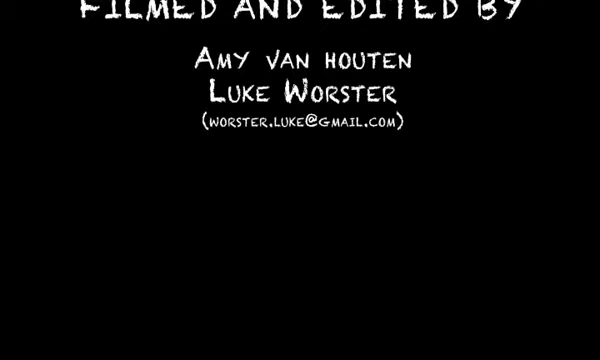 FILMED AND EDITED BY
AMY VAN HOUTEN
LUKE WORSTER
(WORSTER.LUKE@GMAIL.COM)